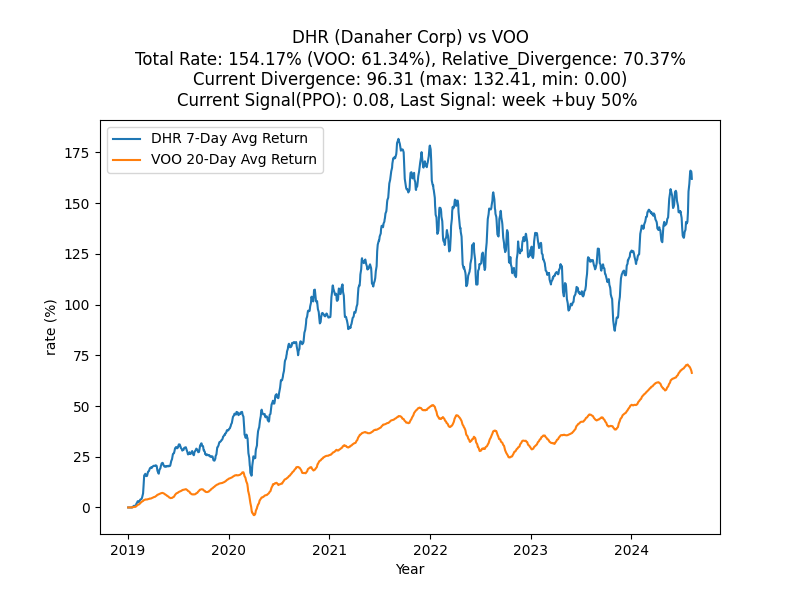 DHR (Danaher Corp) vs VOO
Total Rate: 154.17% (VOO: 61.34%), Relative_Divergence: 70.37%
Current Divergence: 96.31 (max: 132.41, min: 0.00)
Current Signal(PPO): 0.08, Last Signal: week +buy 50%
DHR 7-Day Avg Return
VOO 20-Day Avg Return
175
150
125
100
75
50
25
0
rate (%)
2019 2020 2021 2022 2023 2024
Year